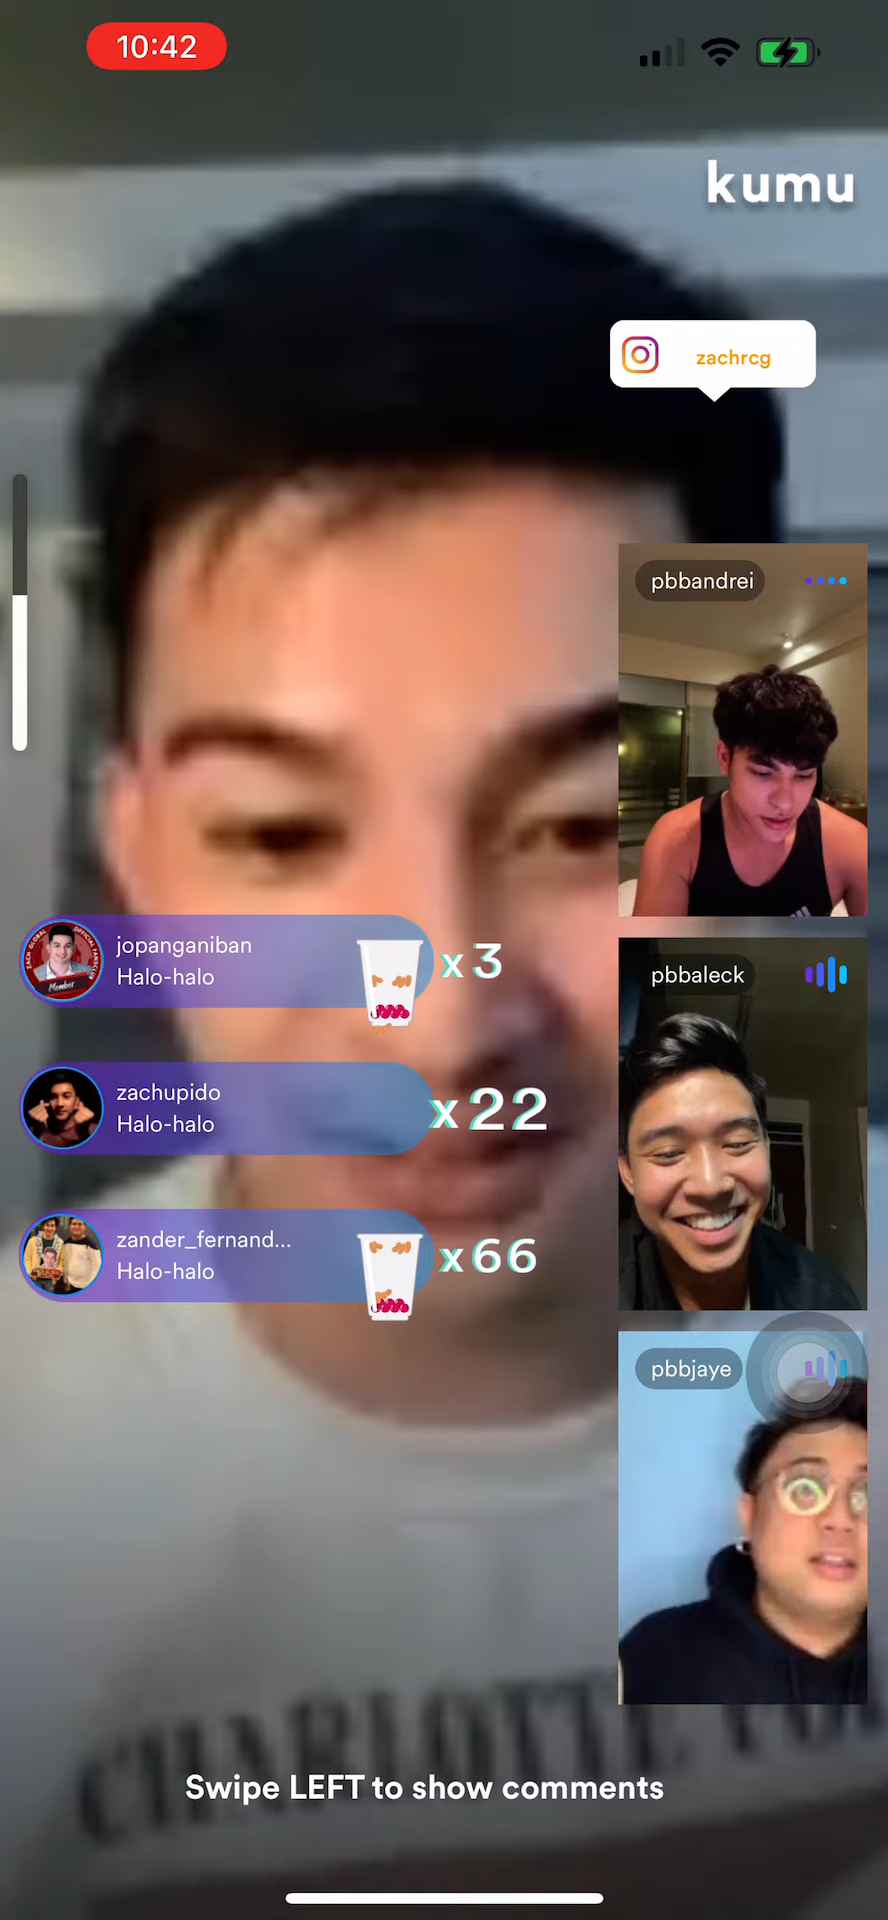 10:42
kumu
zachrcg
pbbandrei
jopanganiban
Halo-halo
x3
pbbaleck
zachupido
Halo-halo
x22
zander_fernand...
Halo-halo
x66
pbbjaye
CHARLOTTE
Swipe LEFT to show comments